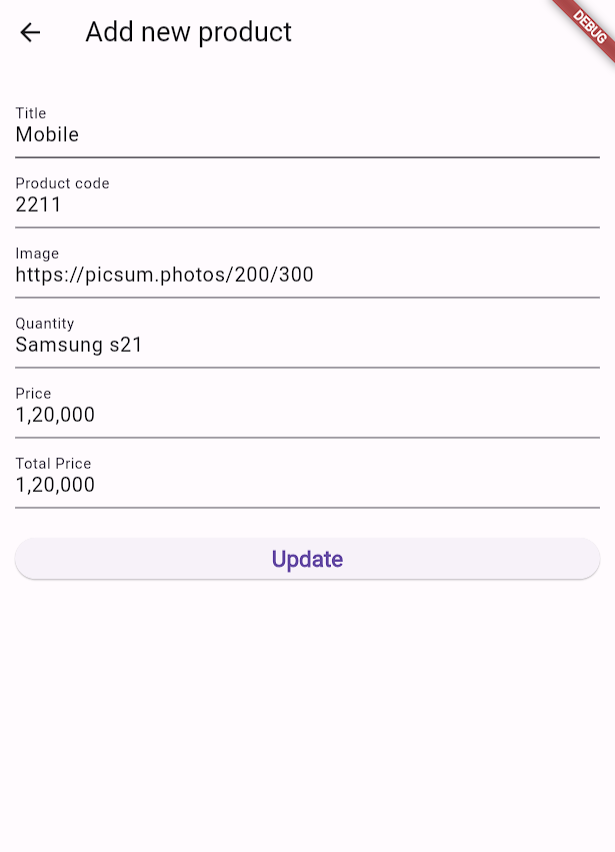 Add new product
DEBUG
Title
Mobile
Product code
2211
Image
https://picsum.photos/200/300
Quantity
Samsung s21
Price
1,20,000
Total Price
1,20,000
Update